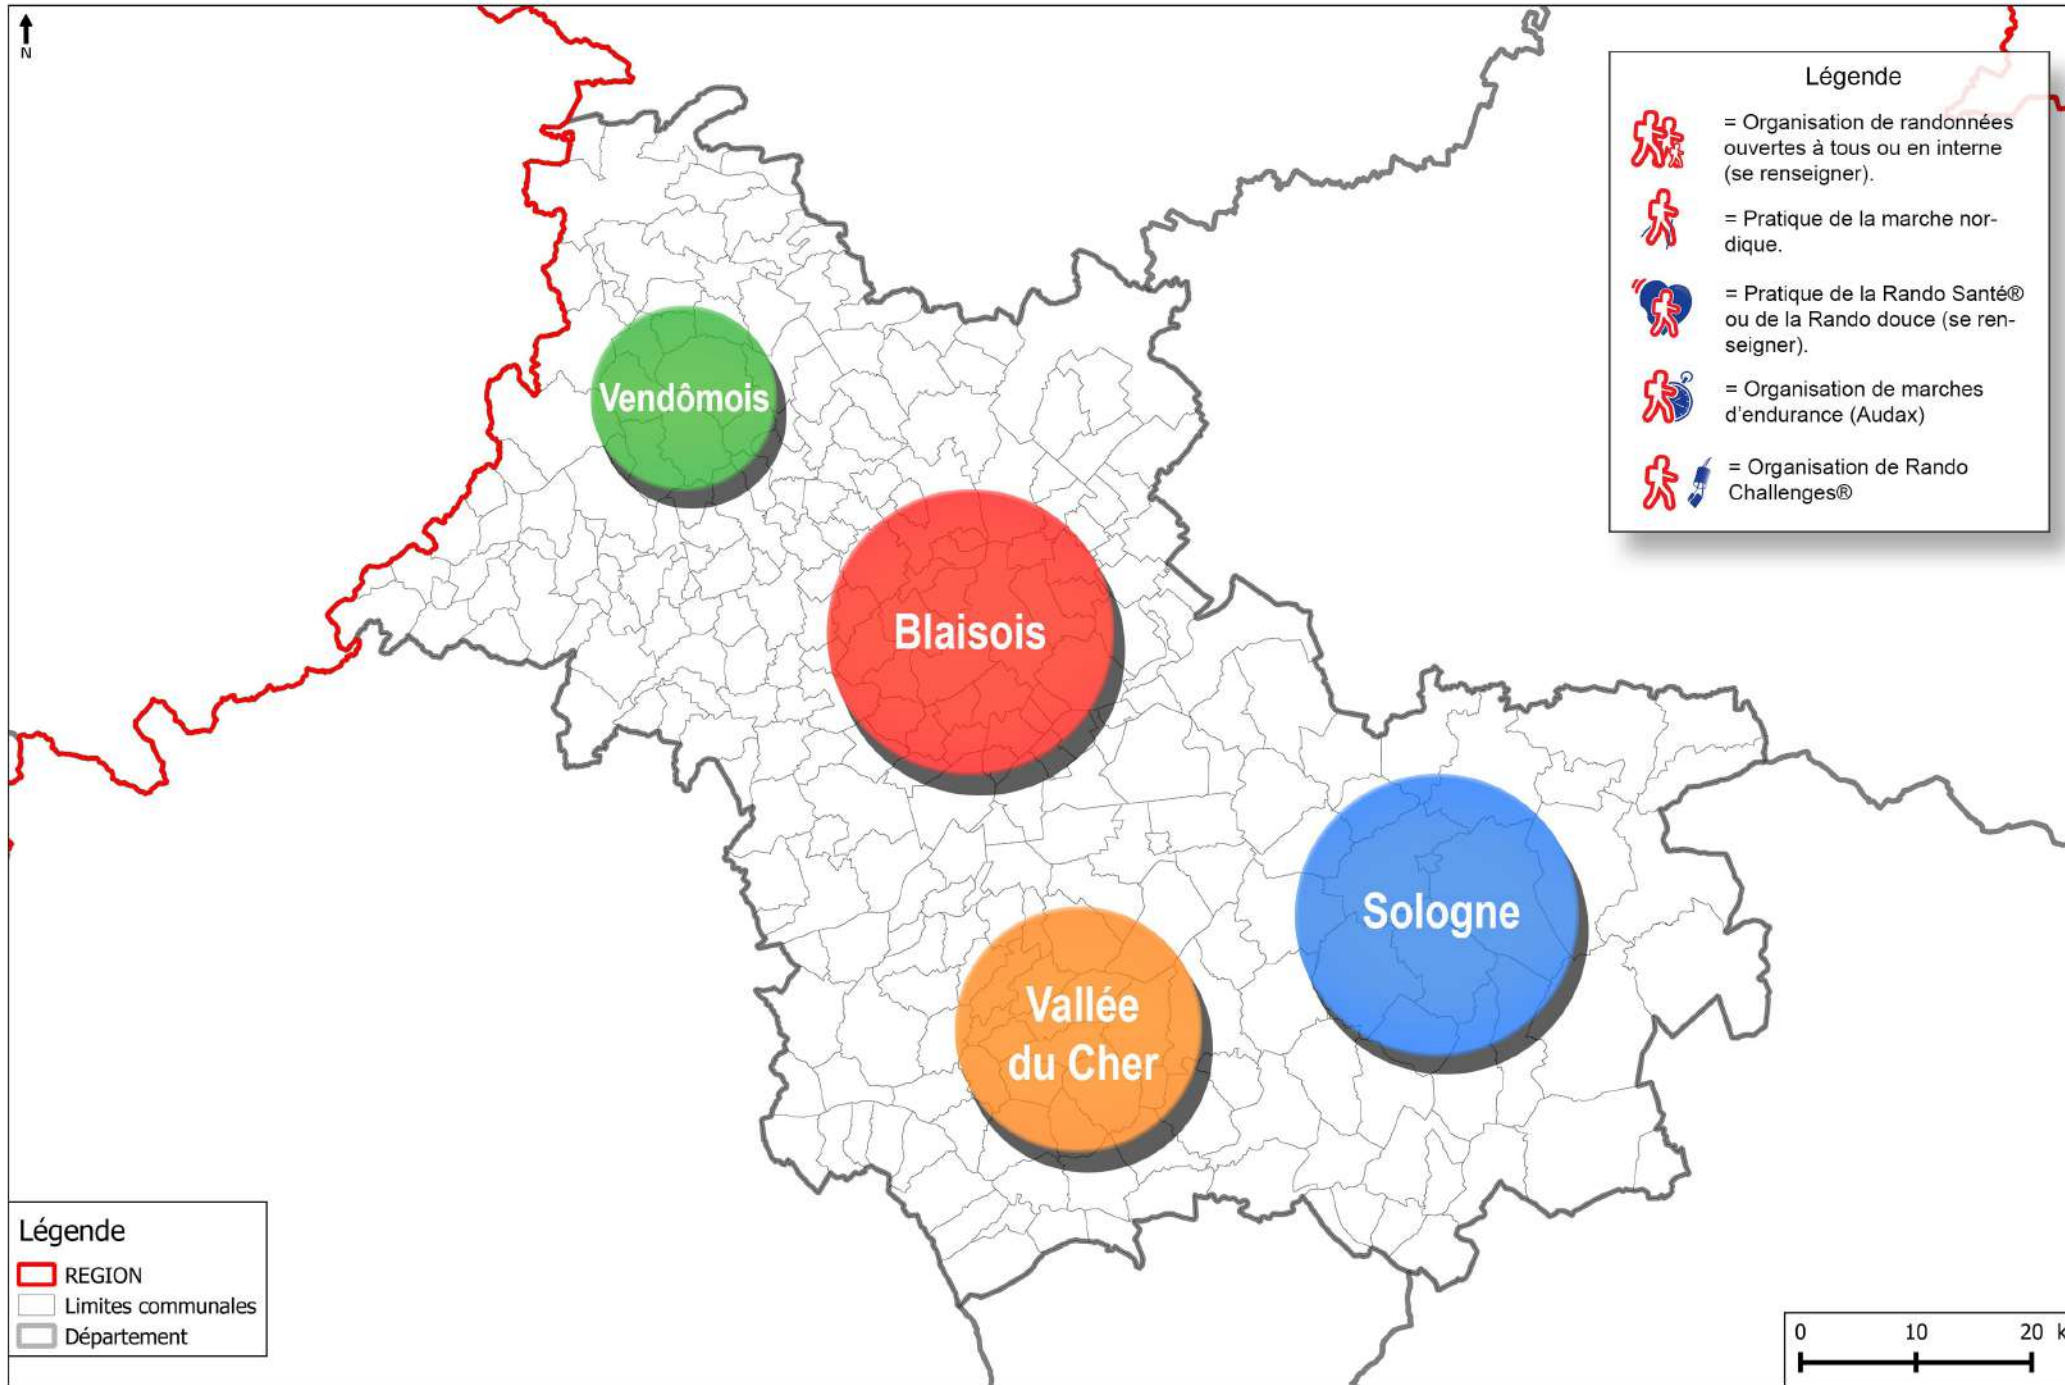 N
Légende
= Organisation de randonnées
ouvertes à tous ou en interne
(se renseigner).
= Pratique de la marche nor-
dique.
= Pratique de la Rando Santé®
ou de la Rando douce (se ren-
seigner).
= Organisation de marches
d'endurance (Audax)
= Organisation de Rando
Challenges®
Vendômois
Blaisois
Sologne
Vallée
du Cher
Légende
REGION
Limites communales
Département
0 10 20 k